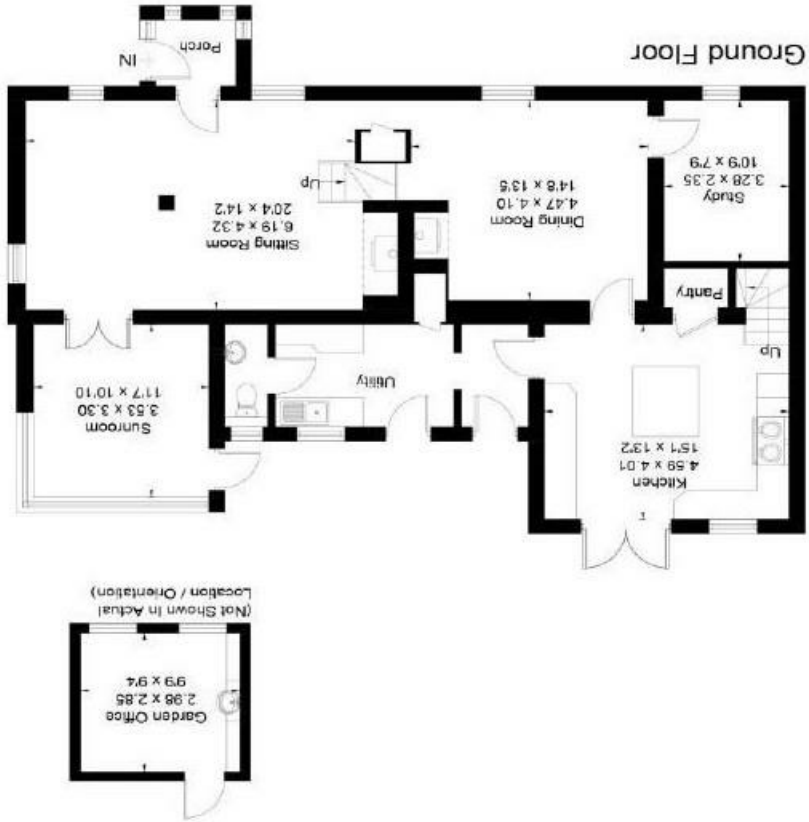 Garden Office
2.98 x 2.85
9'9 x 9'4
(Not Shown In Actual
Location / Orientation)
Kitchen
4.59 x 4.01
15'1 x 13'2
Utility
Sunroom
3.53 x 3.30
11'7 x 10'10
Up
Pantry
Study
3.28 x 2.35
10'9 x 7'9
Dining Room
4.47 x 4.10
14'8 x 13'5
Sitting Room
6.19 x 4.32
20'4 x 14'2
Up
Ground Floor
Porch
IN